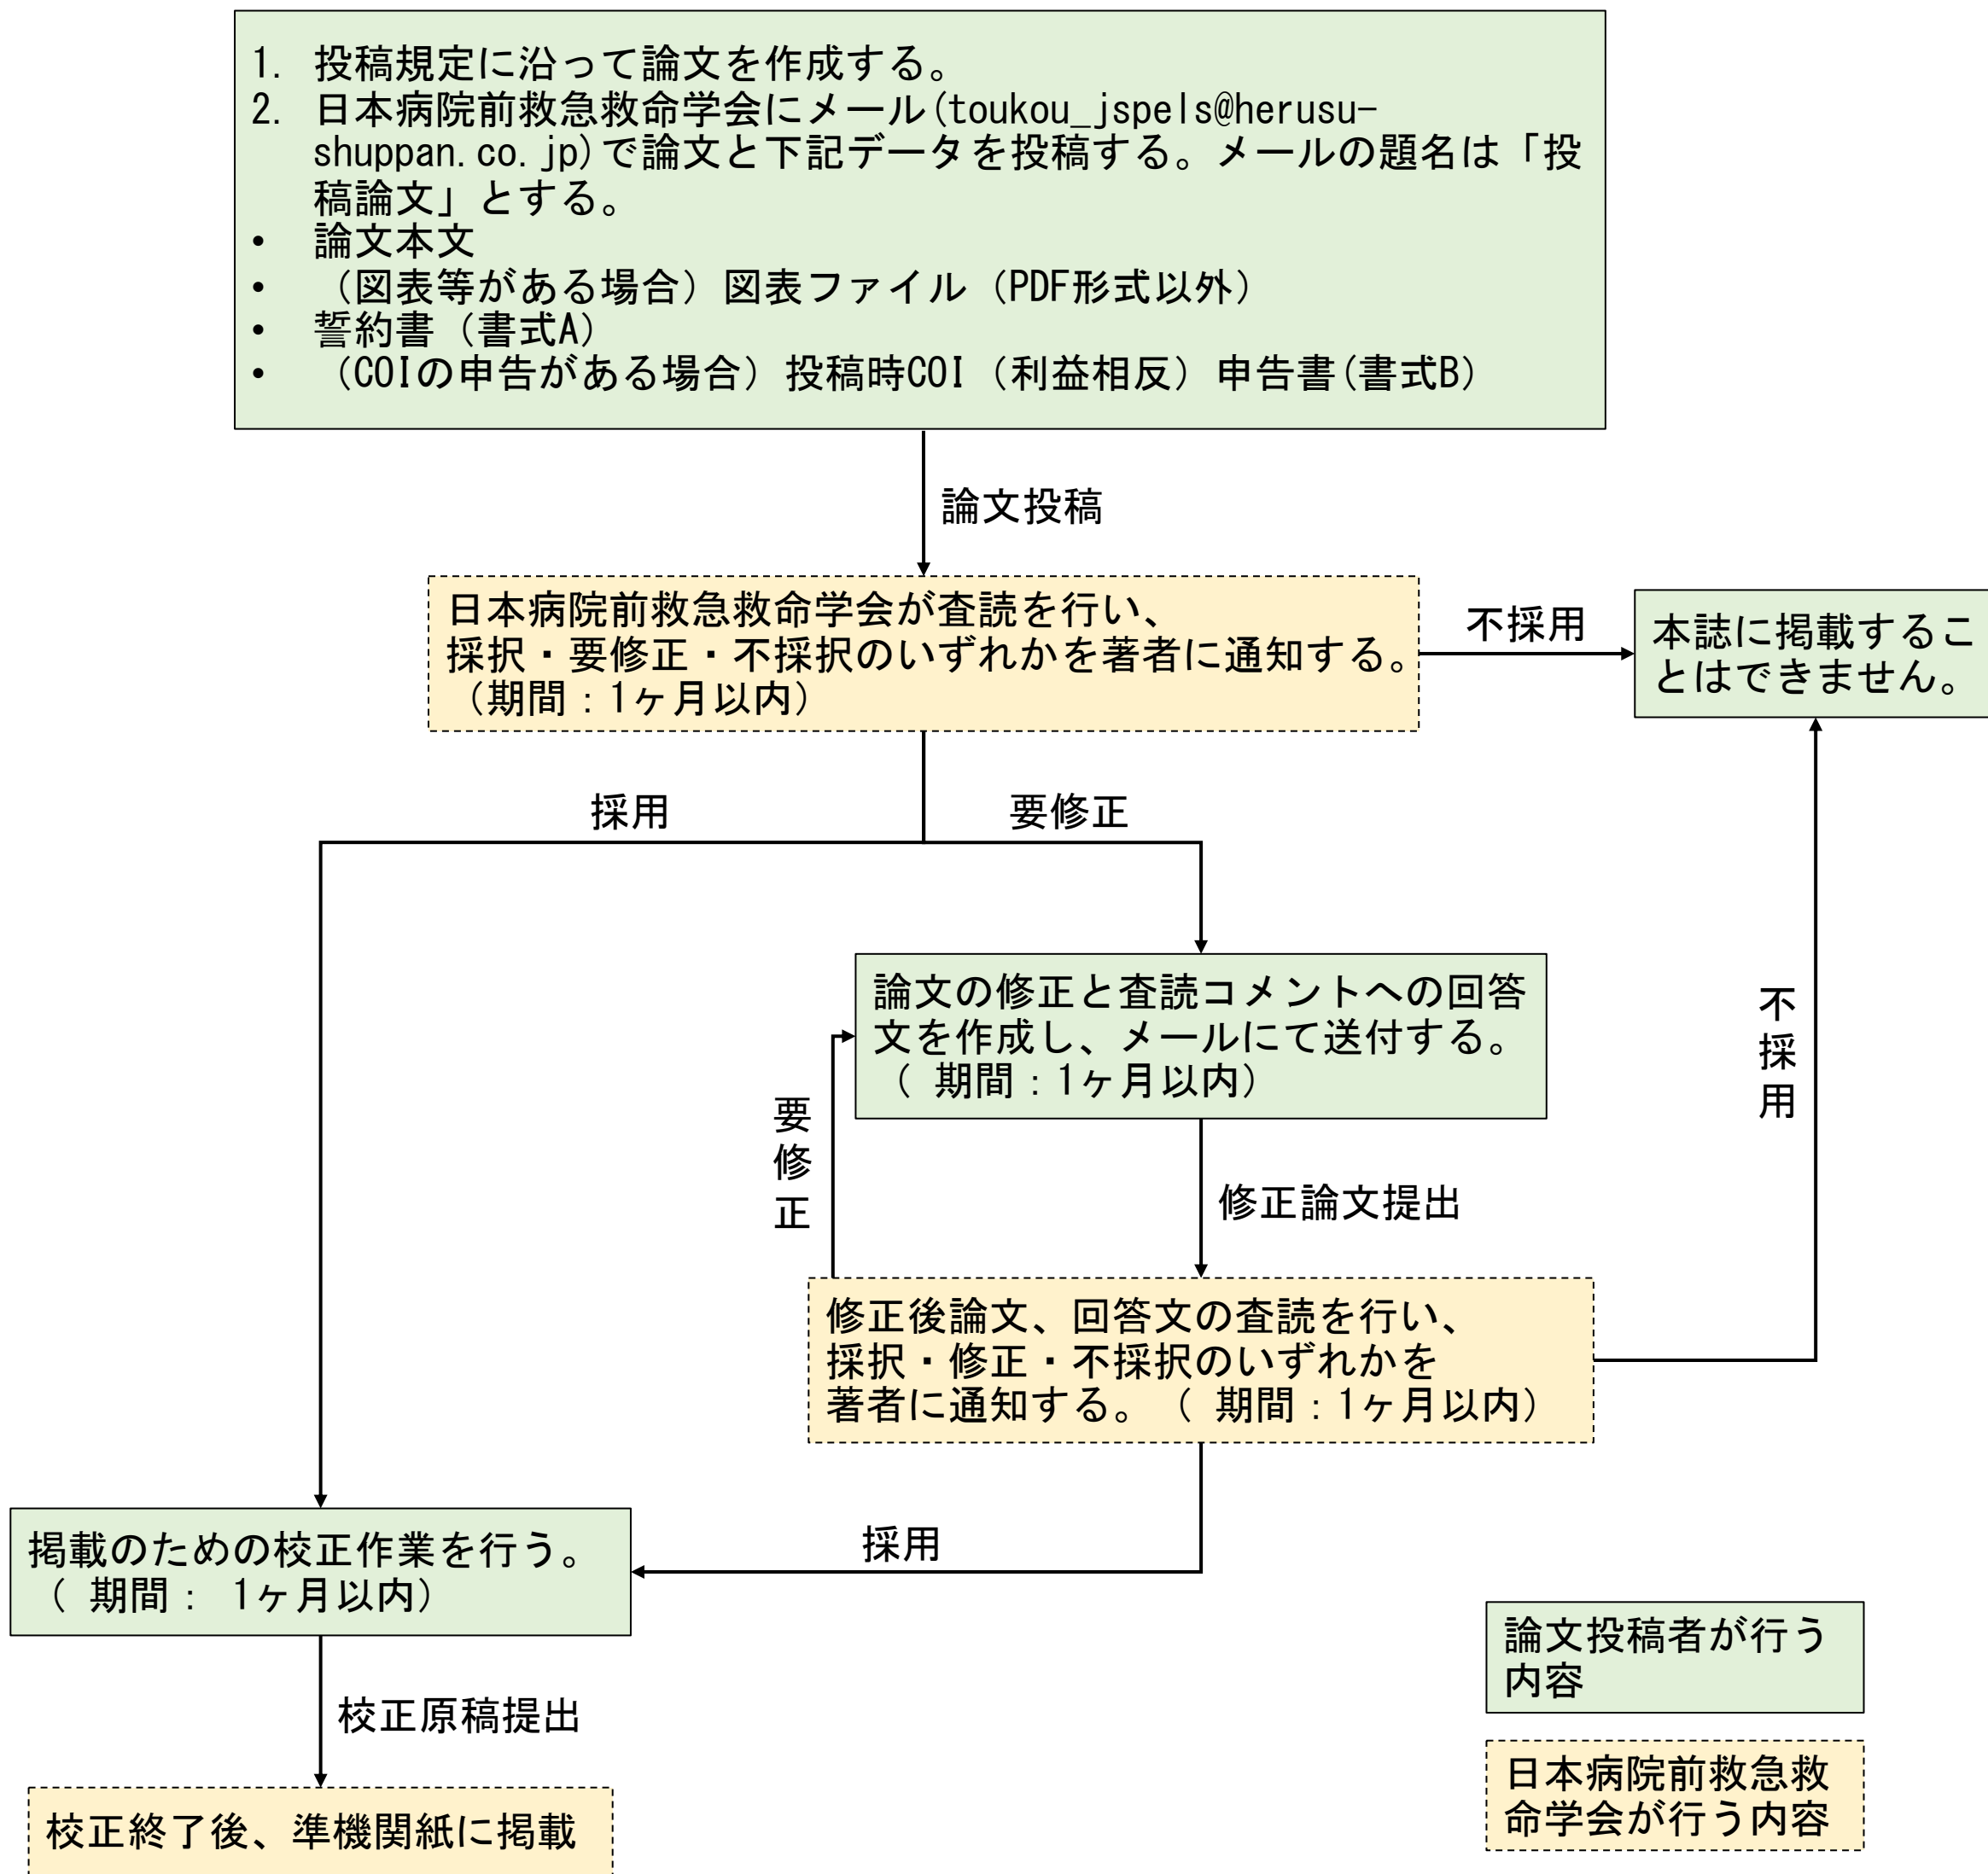 1. 投稿規定に沿って論文を作成する。
2. 日本病院前救急救命学会にメール(toukou_jspels@herusu-
shuppan.co.jp)で論文と下記データを投稿する。メールの題名は「投
稿論文」とする。
• 論文本文
• （図表等がある場合）図表ファイル（PDF形式以外）
• 誓約書（書式A）
• （COIの申告がある場合）投稿時COI（利益相反）申告書(書式B)
論文投稿
日本病院前救急救命学会が査読を行い、
採択・要修正・不採択のいずれかを著者に通知する。
（期間：1ヶ月以内）
不採用
本誌に掲載するこ
とはできません。
採用
要修正
論文の修正と査読コメントへの回答
文を作成し、メールにて送付する。
（ 期間：1ヶ月以内）
不採用
要修正
修正論文提出
修正後論文、回答文の査読を行い、
採択・修正・不採択のいずれかを
著者に通知する。（ 期間：1ヶ月以内）
採用
掲載のための校正作業を行う。
（ 期間： 1ヶ月以内）
校正原稿提出
校正終了後、準機関紙に掲載
論文投稿者が行う
内容
日本病院前救急救
命学会が行う内容